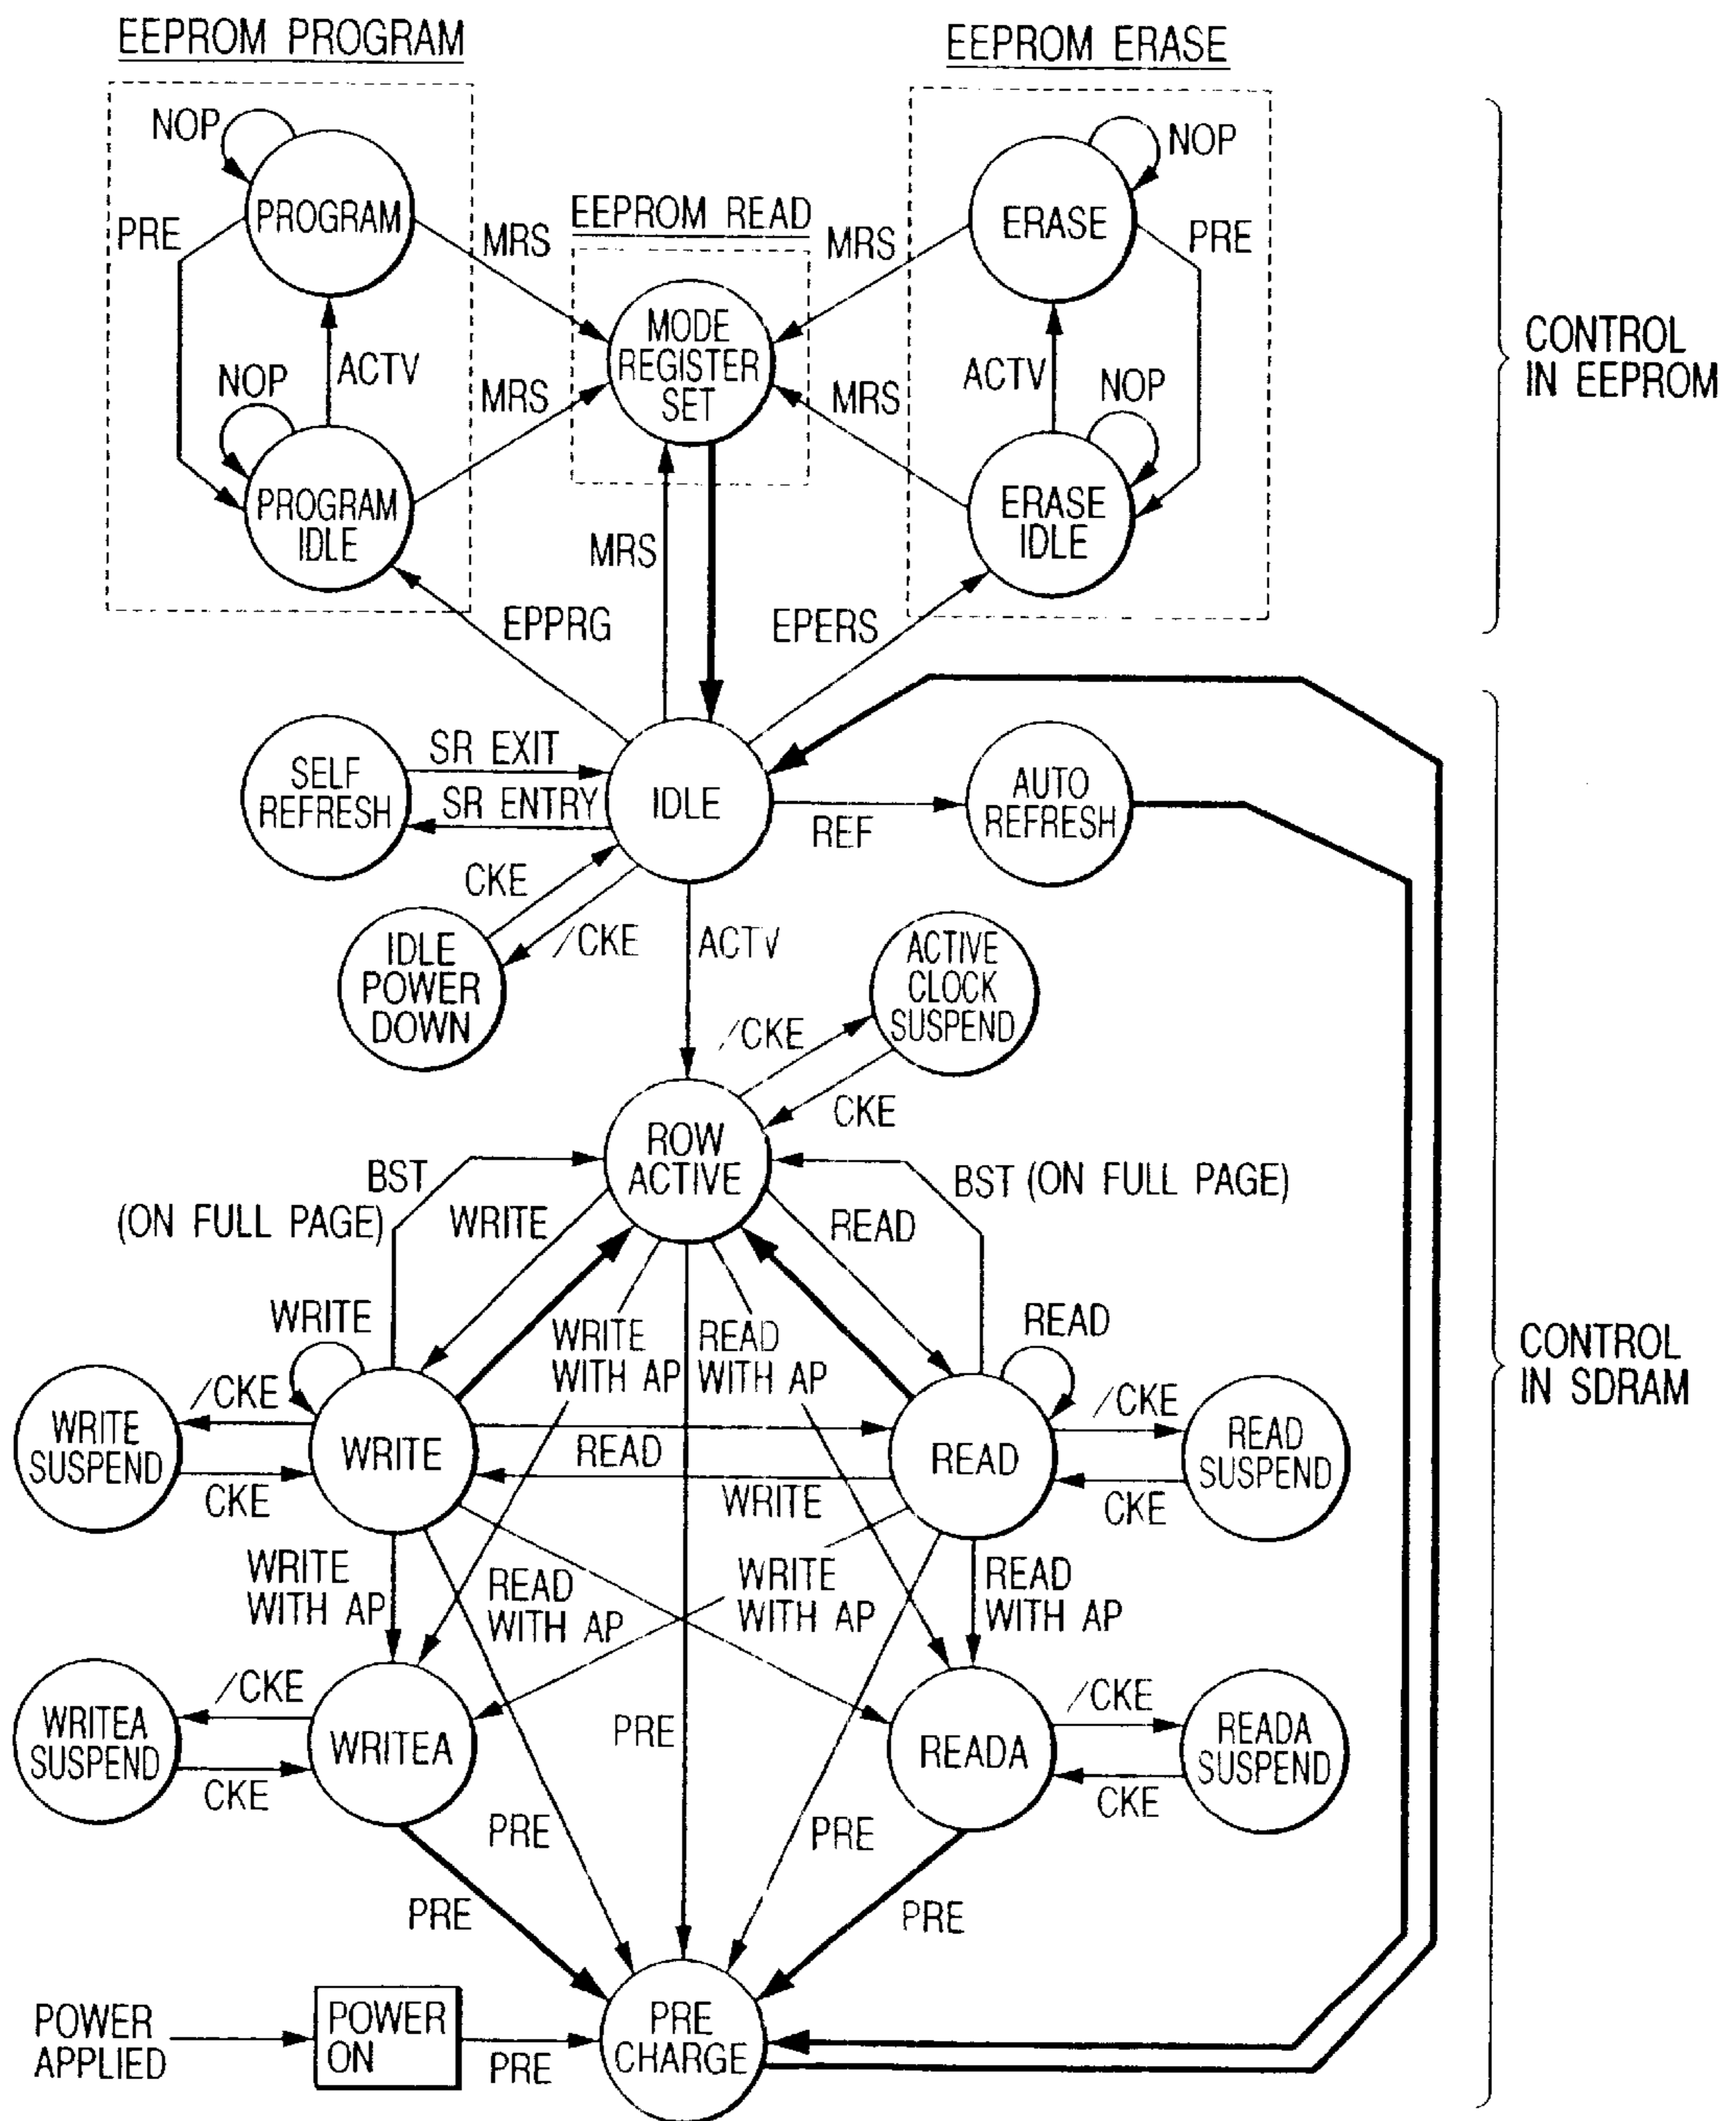 EEPROM PROGRAM
EEPROM ERASE
NOP
PROGRAM
PRE
MRS
EEPROM READ
MODE
REGISTER
SET
MRS
ERASE
NOP
PRE
ACTV
NOP
MRS
PROGRAM
IDLE
MRS
ACTV
NOP
ERASE
IDLE
CONTROL
IN EEPROM
MRS
EPPRG
EPERS
SELF
REFRESH
SR EXIT
SR ENTRY
IDLE
REF
AUTO
REFRESH
CKE
/CKE
IDLE
POWER
DOWN
ACTV
ACTIVE
CLOCK
SUSPEND
/CKE
CKE
ROW
ACTIVE
BST
(ON FULL PAGE)
WRITE
READ
BST (ON FULL PAGE)
WRITE
WRITE
WITH AP
READ
WITH AP
READ
CONTROL
IN SDRAM
WRITE
SUSPEND
/CKE
CKE
WRITE
READ
WRITE
READ
/CKE
CKE
READ
SUSPEND
WRITE
WITH AP
READ
WITH AP
WRITE
WITH AP
READ
WITH AP
WRITEA
SUSPEND
/CKE
CKE
WRITEA
PRE
READA
/CKE
CKE
READA
SUSPEND
PRE
PRE
PRE
PRE
POWER
APPLIED
POWER
ON
PRE
PRE
CHARGE